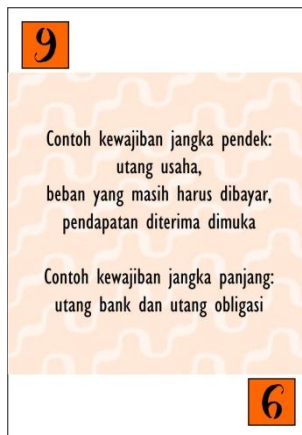 9
Contoh kewajiban jangka pendek:
utang usaha,
beban yang masih harus dibayar,
pendapatan diterima dimuka
Contoh kewajiban jangka panjang:
utang bank dan utang obligasi
9